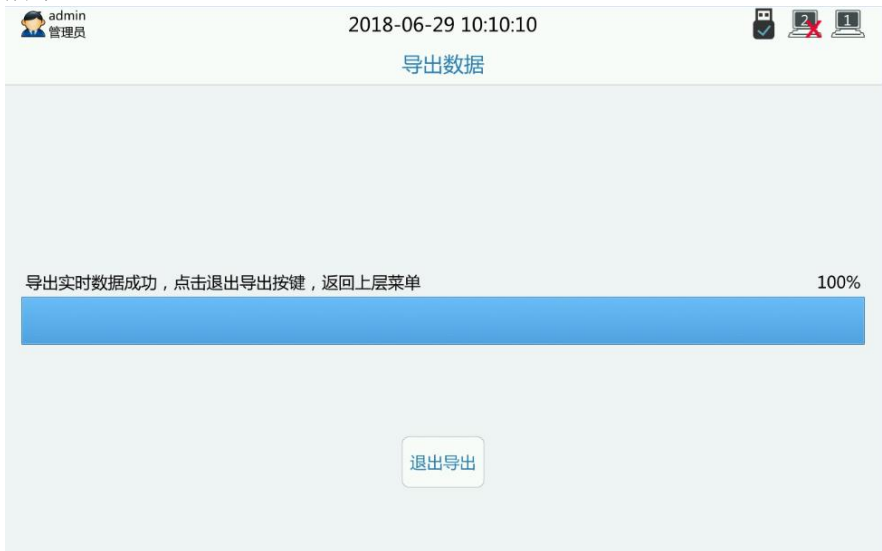 admin
管理员
2018-06-29 10:10:10
2
1
导出数据
导出实时数据成功，点击退出导出按键，返回上层菜单
100%
退出导出